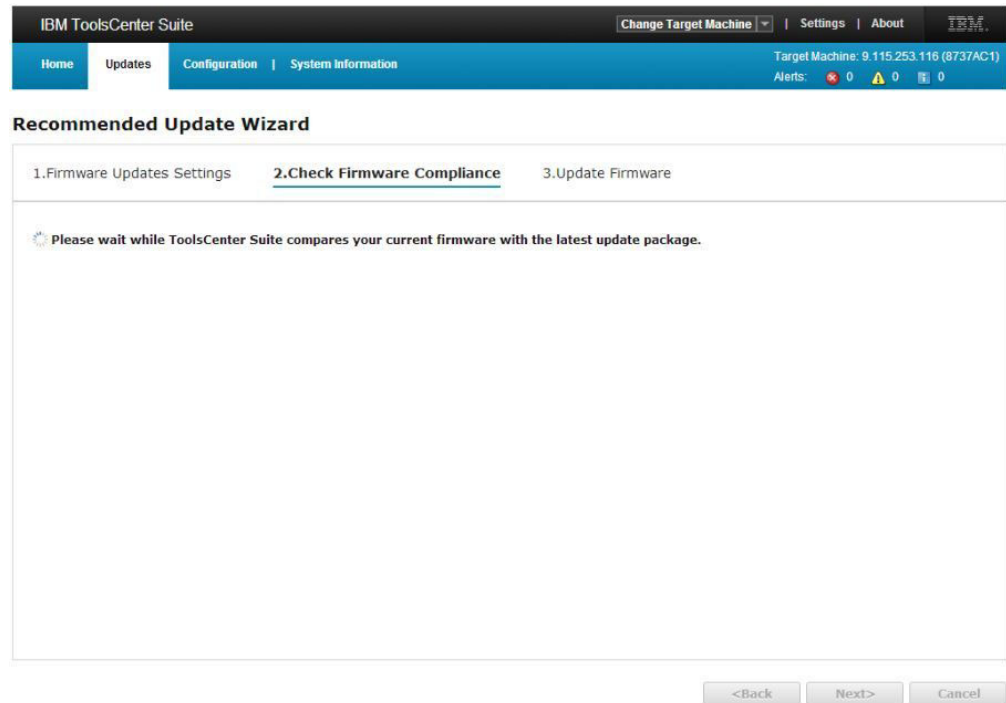 IBM ToolsCenter Suite
Change Target Machine | Settings | About IBM.
Home Updates Configuration | System Information
Target Machine: 9.115.253.116 (8737AC1)
Alerts: 0 0 0
Recommended Update Wizard
1.Firmware Updates Settings 2.Check Firmware Compliance 3.Update Firmware
Please wait while ToolsCenter Suite compares your current firmware with the latest update package.
<Back Next> Cancel